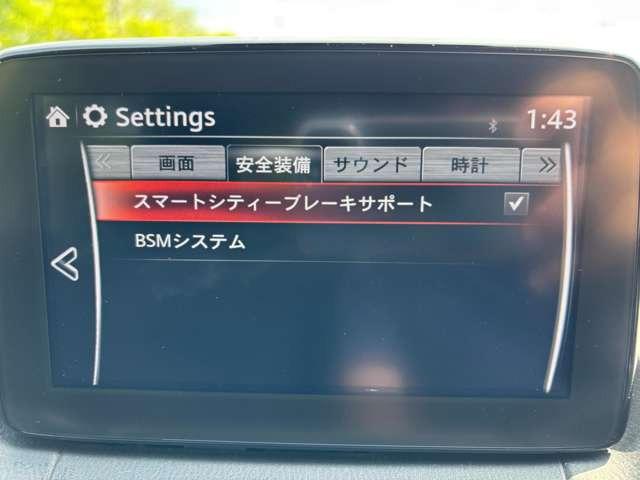 Settings 1:43
画面 安全装備 サウンド 時計
スマートシティーブレーキサポート
BSMシステム